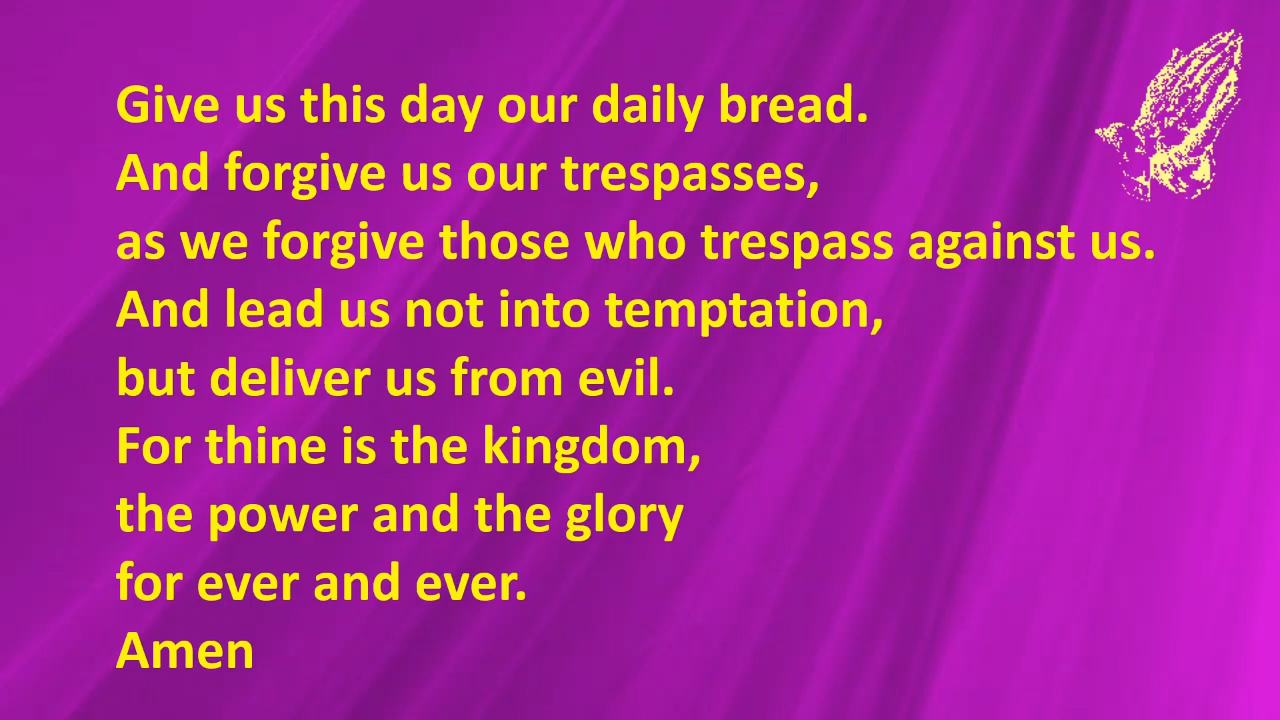 Give us this day our daily bread.
And forgive us our trespasses,
as we forgive those who trespass against us.
And lead us not into temptation,
but deliver us from evil.
For thine is the kingdom,
the power and the glory
for ever and ever.
Amen